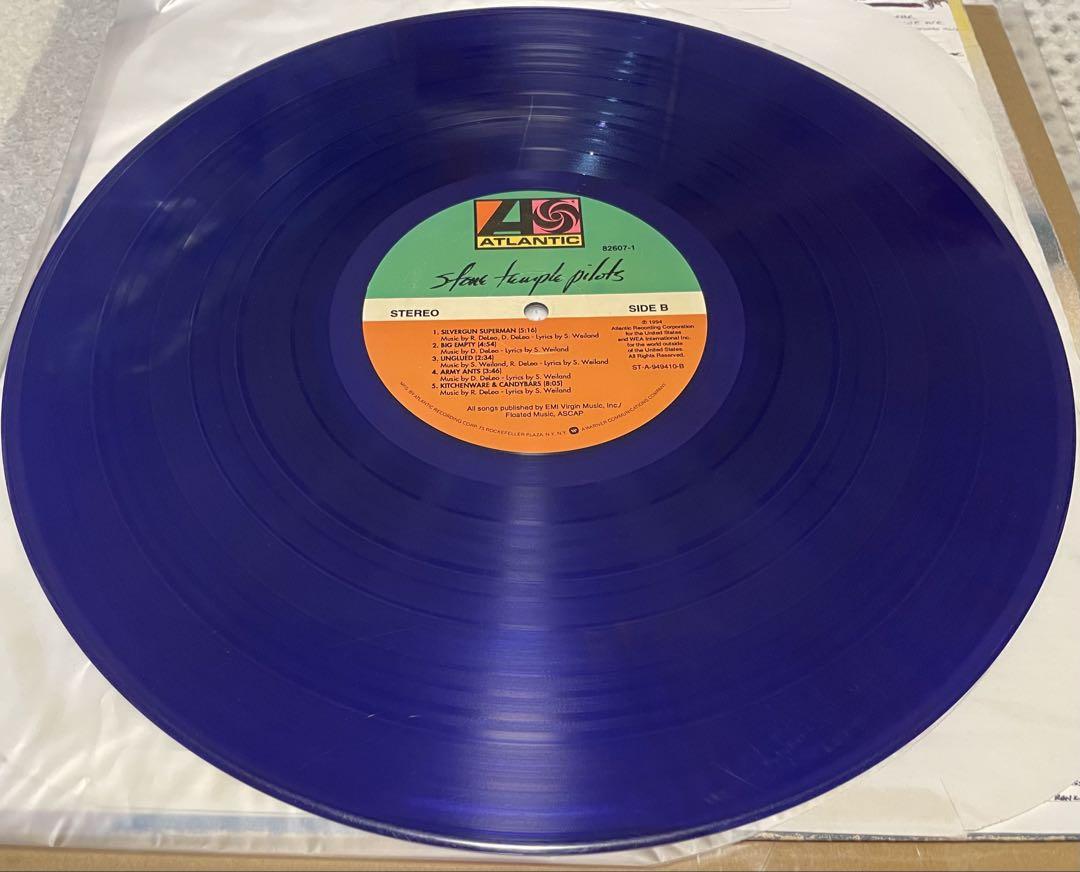 ATLANTIC
82607-1
stone temple pilots
STEREO
SIDE B
1. SILVERGUN SUPERMAN (5:16)
Music by R. DeLeo, D. DeLeo - Lyrics by S. Weiland
2. BIG EMPTY (4:54)
Music by D. DeLeo - Lyrics by S. Weiland
3. UNGLUED (2:34)
Music by S. Weiland, R. DeLeo - Lyrics by S. Weiland
4. ARMY ANTS (3:46)
Music by D. DeLeo - Lyrics by S. Weiland
5. KITCHENWARE & CANDYBARS (8:05)
Music by R. DeLeo - Lyrics by S. Weiland
℗ 1994
Atlantic Recording Corporation
for the United States
and WEA International Inc.
for the world outside
of the United States.
All Rights Reserved.
ST-A-949410-B
All songs published by EMI Virgin Music, Inc./
Floated Music, ASCAP
MFG. BY ATLANTIC RECORDING CORP. 75 ROCKEFELLER PLAZA, N.Y., N.Y. A WARNER COMMUNICATIONS COMPANY